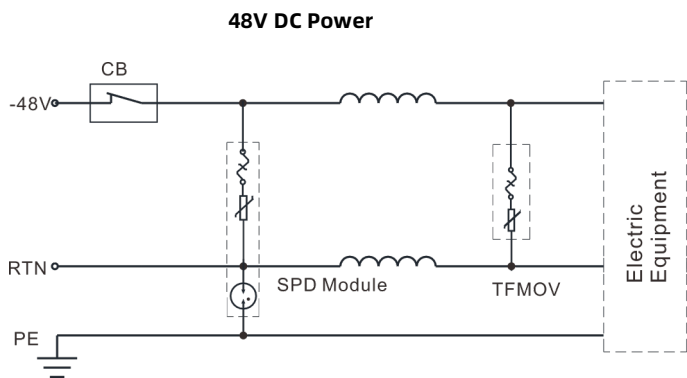 48V DC Power
CB
-48V
RTN
SPD Module
TFMOV
Electric
Equipment
PE